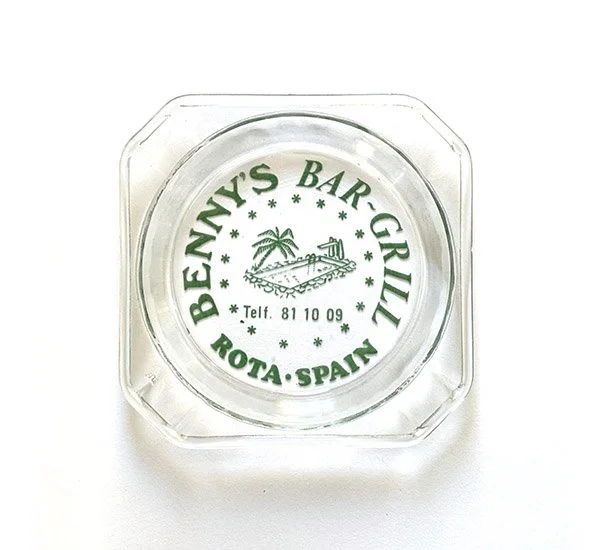 BENNY'S BAR-GRILL
Telf. 81 10 09
ROTA·SPAIN